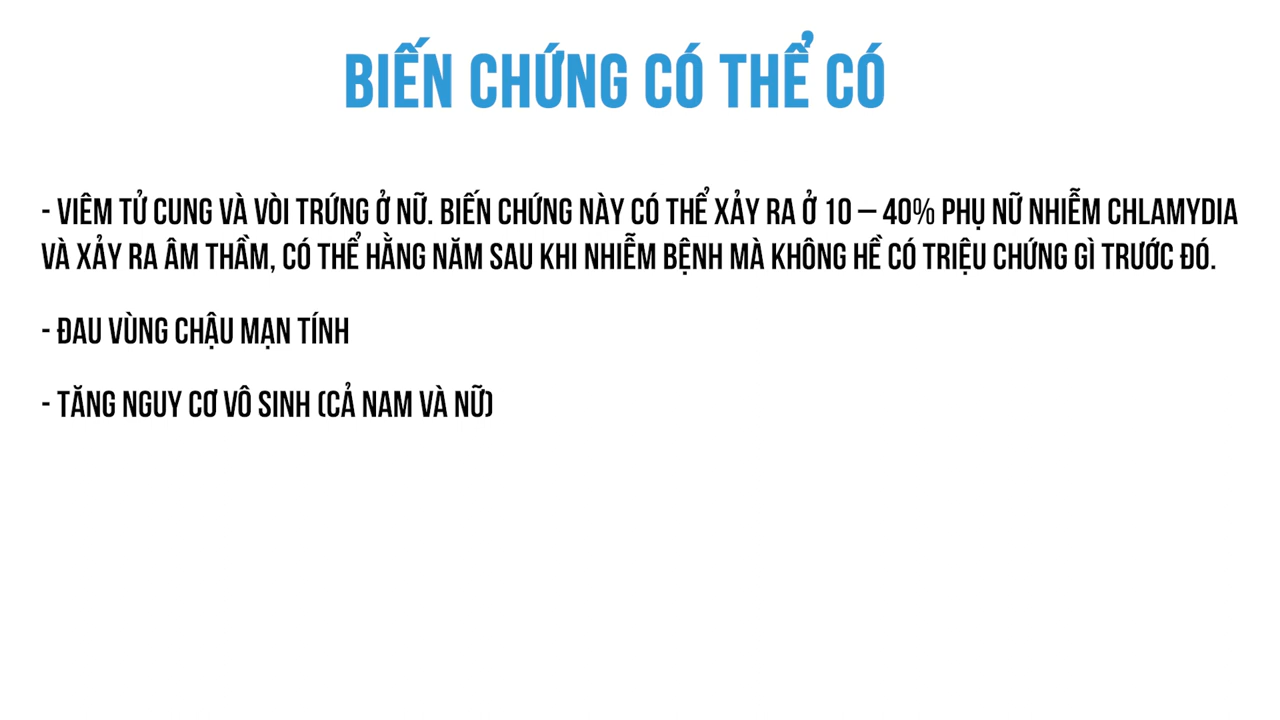 BIẾN CHỨNG CÓ THỂ CÓ
- VIÊM TỬ CUNG VÀ VÒI TRỨNG Ở NỮ. BIẾN CHỨNG NÀY CÓ THỂ XẢY RA Ở 10 – 40% PHỤ NỮ NHIỄM CHLAMYDIA
VÀ XẢY RA ÂM THẦM, CÓ THỂ HẰNG NĂM SAU KHI NHIỄM BỆNH MÀ KHÔNG HỀ CÓ TRIỆU CHỨNG GÌ TRƯỚC ĐÓ.
- ĐAU VÙNG CHẬU MẠN TÍNH
- TĂNG NGUY CƠ VÔ SINH (CẢ NAM VÀ NỮ)